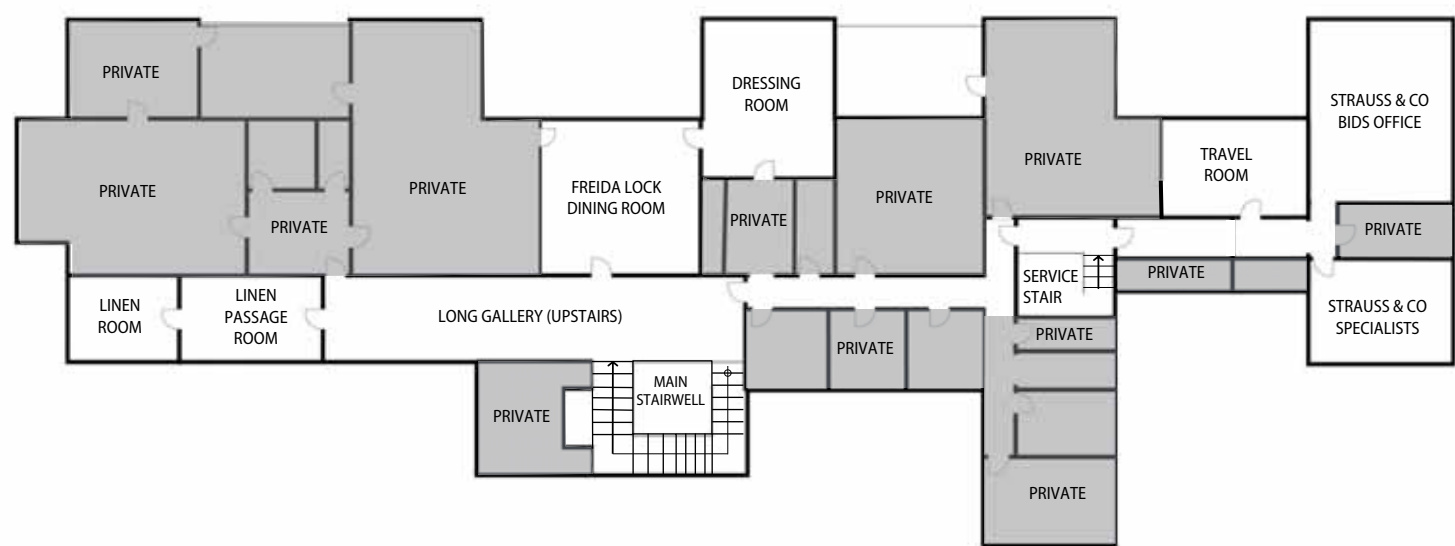 PRIVATE
DRESSING
ROOM
STRAUSS & CO
BIDS OFFICE
PRIVATE
PRIVATE
FREIDA LOCK
DINING ROOM
PRIVATE
PRIVATE
PRIVATE
PRIVATE
PRIVATE
TRAVEL
ROOM
PRIVATE
LINEN
ROOM
LINEN
PASSAGE
ROOM
LONG GALLERY (UPSTAIRS)
SERVICE
STAIR
PRIVATE
STRAUSS & CO
SPECIALISTS
PRIVATE
PRIVATE
MAIN
STAIRWELL
PRIVATE
PRIVATE